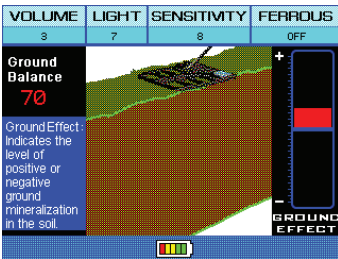 VOLUME LIGHT SENSITIVITY FERROUS
3 7 8 OFF
Ground
Balance
70
Ground Effect:
Indicates the
level of
positive or
negative
ground
mineralization
in the soil.
+
-
GROUND
EFFECT